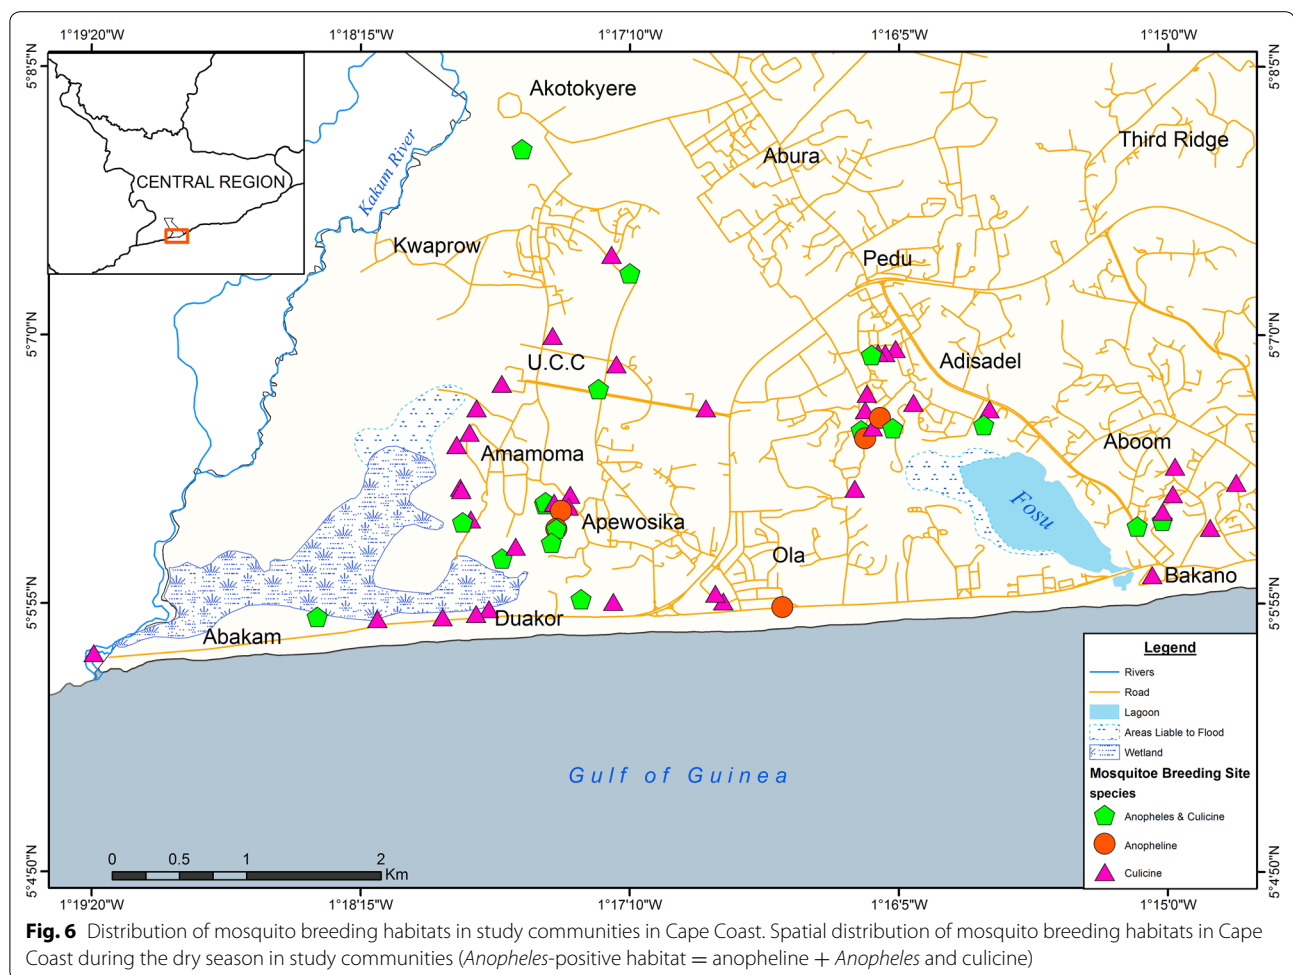 1°19'20"W 1°18'15"W 1°17'10"W 1°16'5"W 1°15'0"W
5°8'5"N
5°8'5"N
Akotokyere
Third Ridge
Abura
Kakum River
CENTRAL REGION
Kwaprow
Pedu
5°7'0"N
5°7'0"N
U.C.C
Adisadel
Aboom
Amamoma
Fosu
Apewosika
Ola
Bakano
5°5'55"N
5°5'55"N
Duakor
Abakam
Legend
Rivers
Road
Lagoon
Areas Liable to Flood
Wetland
Mosquitoe Breeding Site
species
Anopheles & Culicine
Anopheline
Culicine
Gulf of Guinea
0 0.5 1 2
Km
5°4'50"N
5°4'50"N
1°19'20"W 1°18'15"W 1°17'10"W 1°16'5"W 1°15'0"W
Fig. 6 Distribution of mosquito breeding habitats in study communities in Cape Coast. Spatial distribution of mosquito breeding habitats in Cape
Coast during the dry season in study communities (Anopheles-positive habitat = anopheline + Anopheles and culicine)